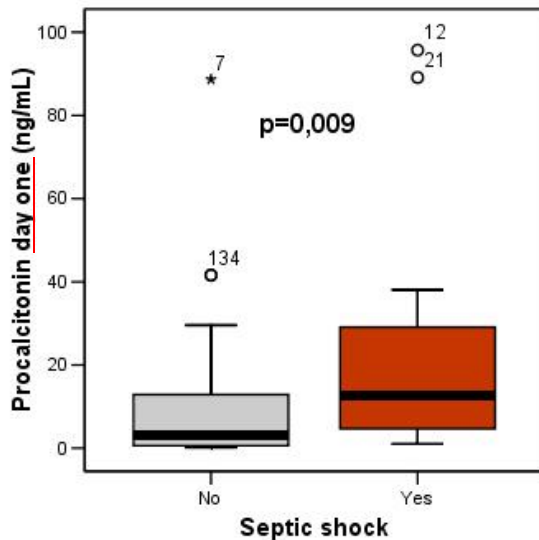 Procalcitonin day one (ng/mL)
100
80
60
40
20
0
7
134
12
21
p=0,009
No
Yes
Septic shock